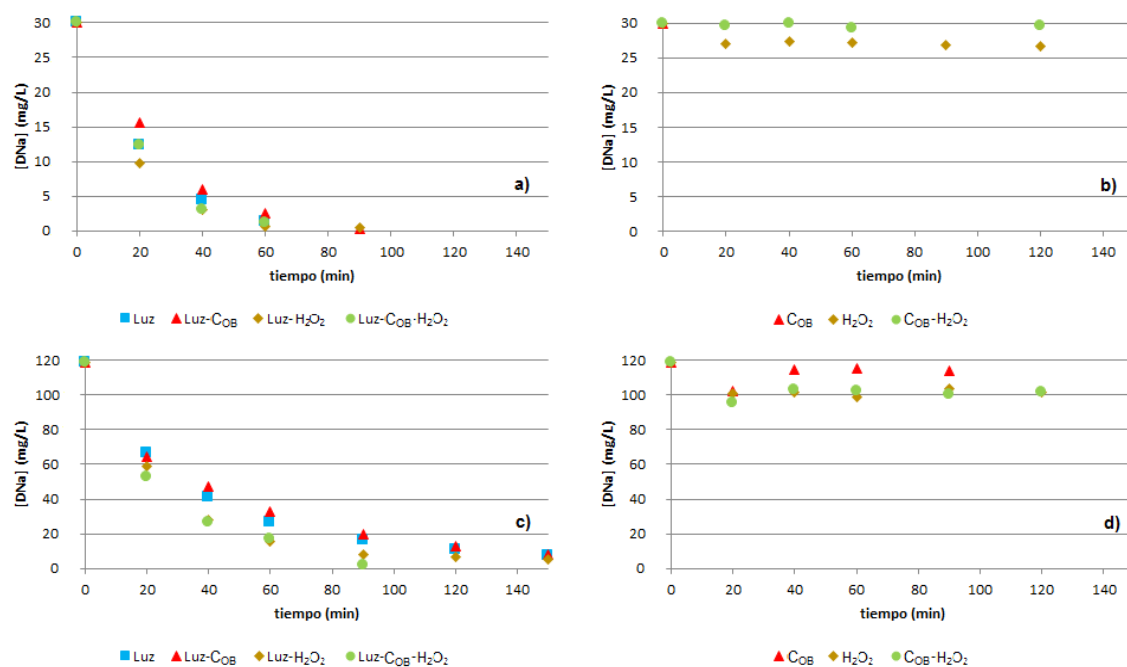 [DNa] (mg/L)
30
25
20
15
10
5
0
0 20 40 60 80 100 120 140
tiempo (min)
a)
Luz Luz-COB Luz-H2O2 Luz-COB-H2O2
[DNa] (mg/L)
30
25
20
15
10
5
0
0 20 40 60 80 100 120 140
tiempo (min)
b)
COB H2O2 COB-H2O2
[DNa] (mg/L)
120
100
80
60
40
20
0
0 20 40 60 80 100 120 140
tiempo (min)
c)
Luz Luz-COB Luz-H2O2 Luz-COB-H2O2
[DNa] (mg/L)
120
100
80
60
40
20
0
0 20 40 60 80 100 120 140
tiempo (min)
d)
COB H2O2 COB-H2O2